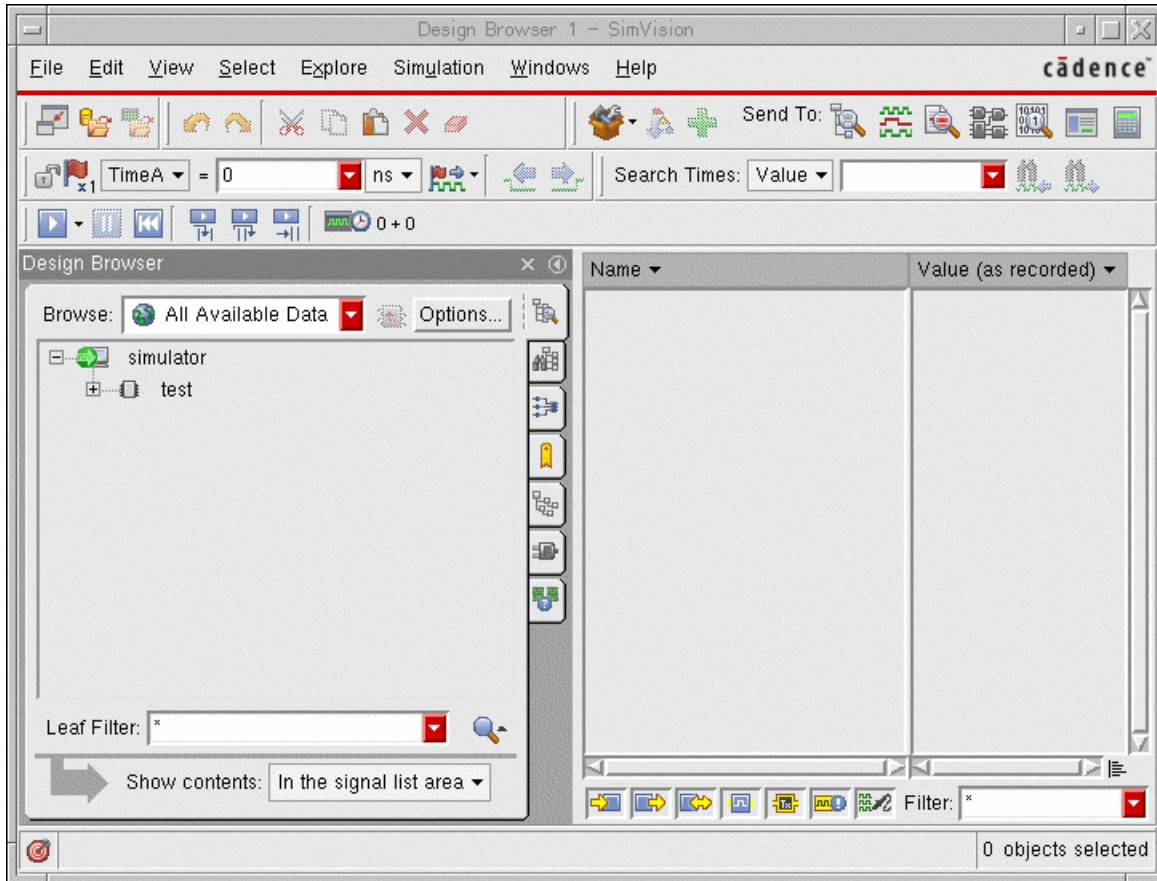 Design Browser 1 – SimVision
File Edit View Select Explore Simulation Windows Help cādence™
Send To:
x1 TimeA = 0 ns Search Times: Value
0 + 0
Design Browser
Name Value (as recorded)
Browse: All Available Data Options...
simulator
test
Leaf Filter: *
Show contents: In the signal list area
Filter: *
0 objects selected